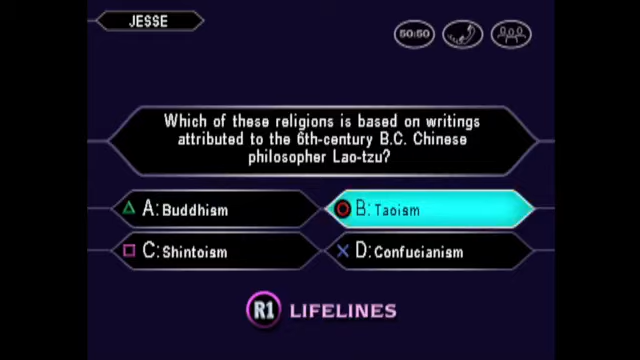 JESSE
50:50
Which of these religions is based on writings
attributed to the 6th-century B.C. Chinese
philosopher Lao-tzu?
A: Buddhism
B: Taoism
C: Shintoism
D: Confucianism
R1 LIFELINES